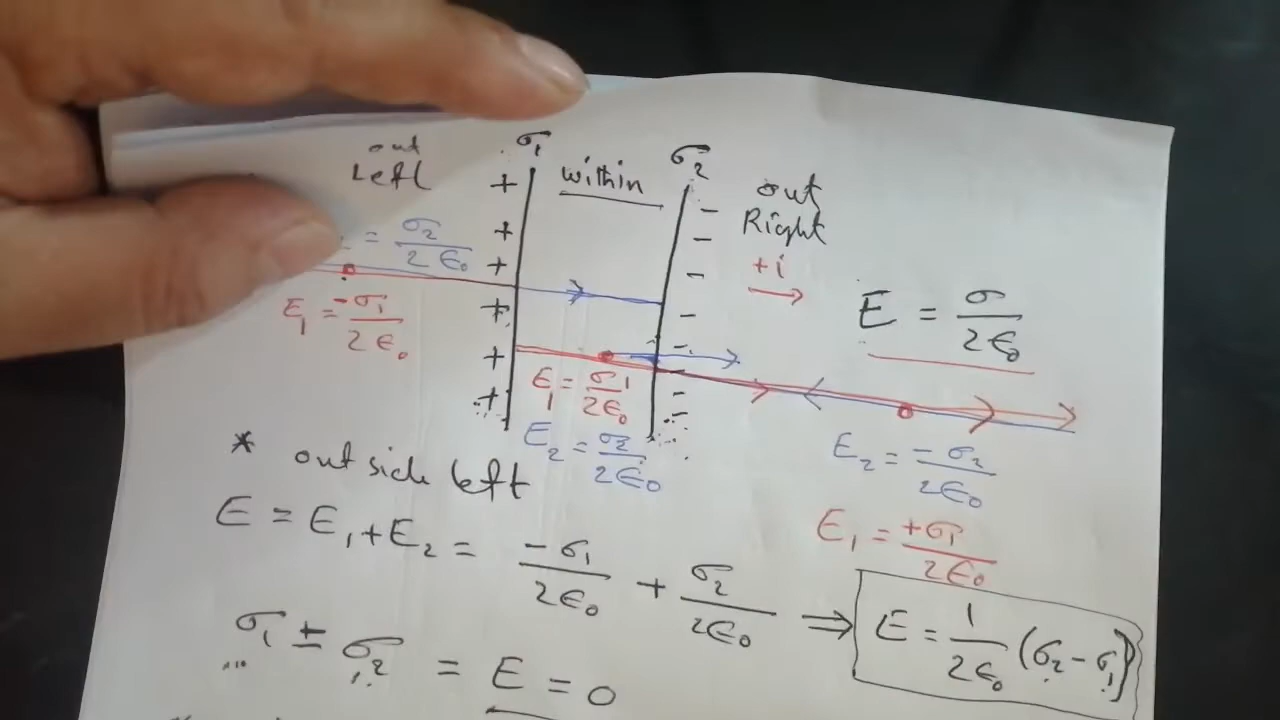 out
Left
σ₁
within
σ₂
out
Right
+i
= σ₂/2ϵ₀
E₁ = -σ₁/2ϵ₀
E = σ/2ϵ₀
E₁ = σ₁/2ϵ₀
E₂ = σ₂/2ϵ₀
E₂ = -σ₂/2ϵ₀
E₁ = +σ₁/2ϵ₀
* outside left
E = E₁ + E₂ = -σ₁/2ϵ₀ + σ₂/2ϵ₀ ⇒ E = 1/2ϵ₀ (σ₂ - σ₁)
σ₁ ± σ₂ = E = 0